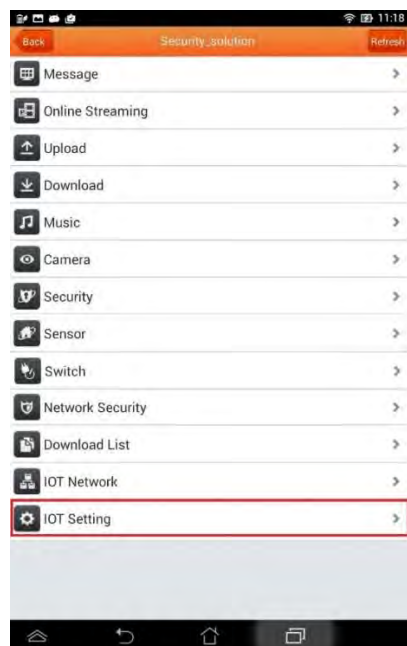 11:18
Back
Security_solution
Refresh
Message
Online Streaming
Upload
Download
Music
Camera
Security
Sensor
Switch
Network Security
Download List
IOT Network
IOT Setting